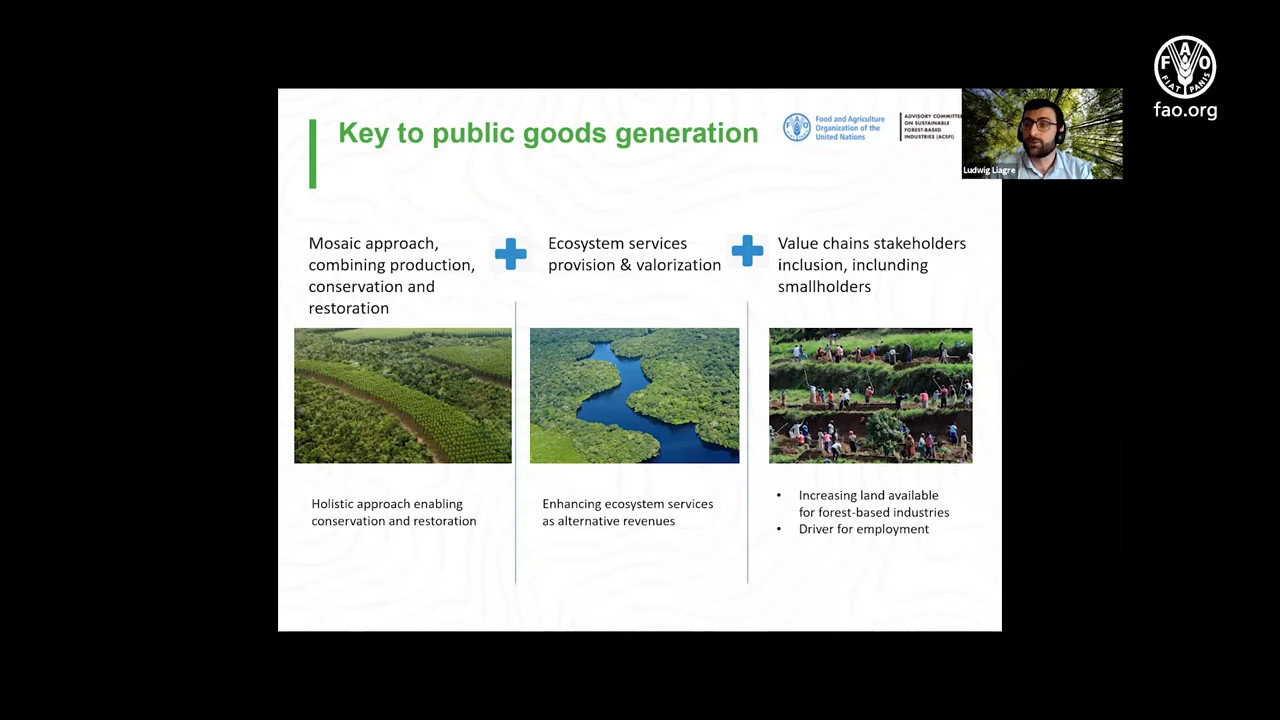 FAO
FIAT PANIS
fao.org
Key to public goods generation
Food and Agriculture
Organization of the
United Nations
ADVISORY COMMITTEE
ON SUSTAINABLE
FOREST-BASED
INDUSTRIES (ACSFI)
Ludwig Liagre
Mosaic approach,
combining production,
conservation and
restoration
Ecosystem services
provision & valorization
Value chains stakeholders
inclusion, inclunding
smallholders
Holistic approach enabling
conservation and restoration
Enhancing ecosystem services
as alternative revenues
• Increasing land available
for forest-based industries
• Driver for employment